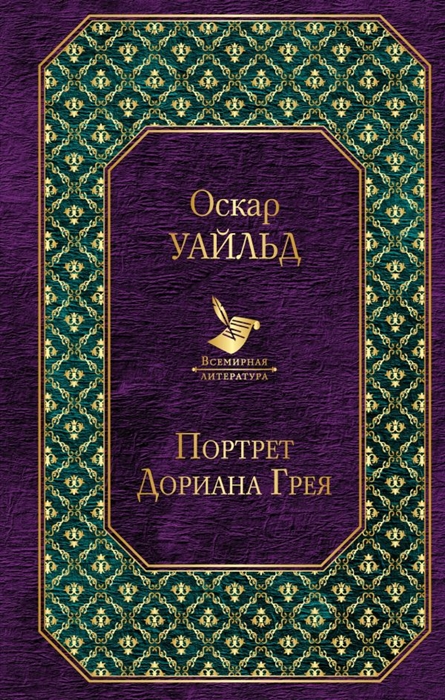 Оскар
УАЙЛЬД
Всемирная
литература
Портрет
Дориана Грея